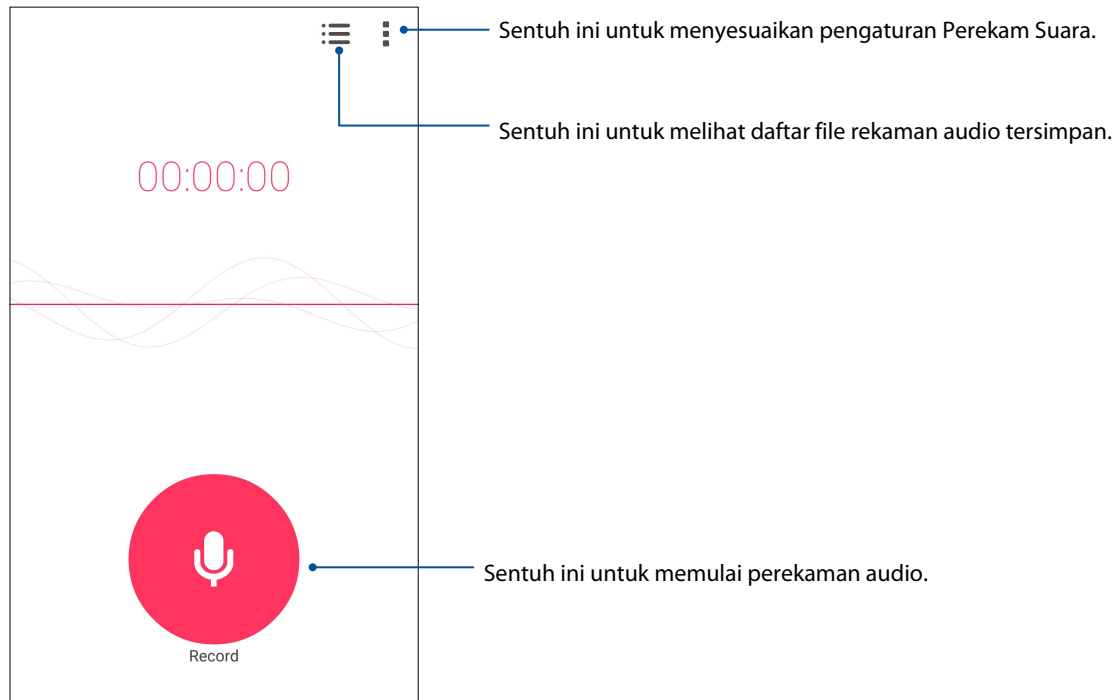 Sentuh ini untuk menyesuaikan pengaturan Perekam Suara.
Sentuh ini untuk melihat daftar file rekaman audio tersimpan.
00:00:00
Sentuh ini untuk memulai perekaman audio.
Record